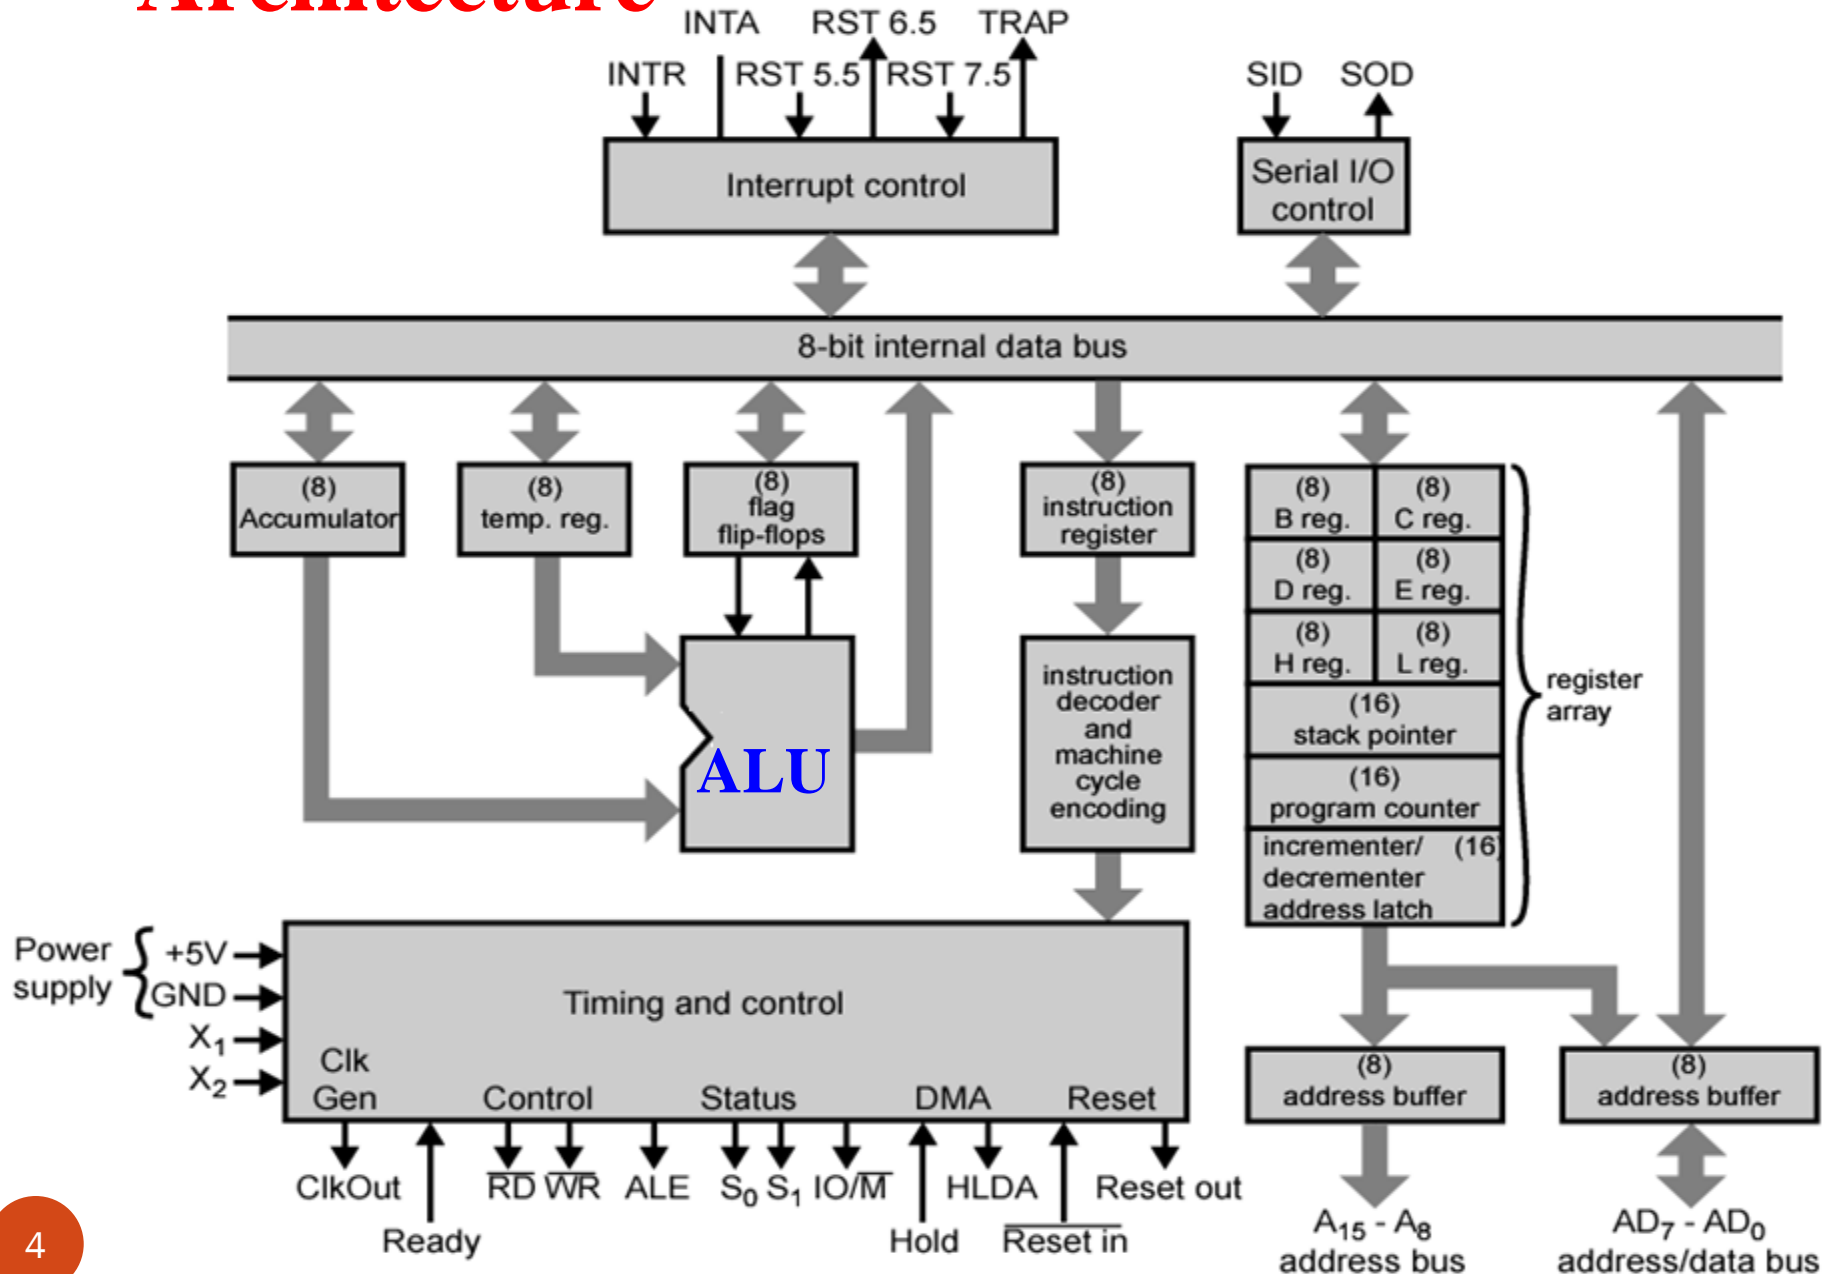 Architecture
INTA RST 6.5 TRAP
INTR RST 5.5 RST 7.5 SID SOD
Interrupt control
Serial I/O
control
8-bit internal data bus
(8)
Accumulator
(8)
temp. reg.
(8)
flag
flip-flops
(8)
instruction
register
(8)
B reg.
(8)
C reg.
(8)
D reg.
(8)
E reg.
(8)
H reg.
(8)
L reg.
(16)
stack pointer
(16)
program counter
incrementer/ (16)
decrementer
address latch
register
array
ALU
instruction
decoder
and
machine
cycle
encoding
Power
supply
+5V
GND
X1
X2
Timing and control
Clk
Gen Control Status DMA Reset
ClkOut R̅D̅ W̅R̅ ALE S0 S1 IO/M̅ HLDA Reset out
Ready Hold R̅e̅s̅e̅t̅ i̅n̅
(8)
address buffer
(8)
address buffer
A15 - A8
address bus
AD7 - AD0
address/data bus
4